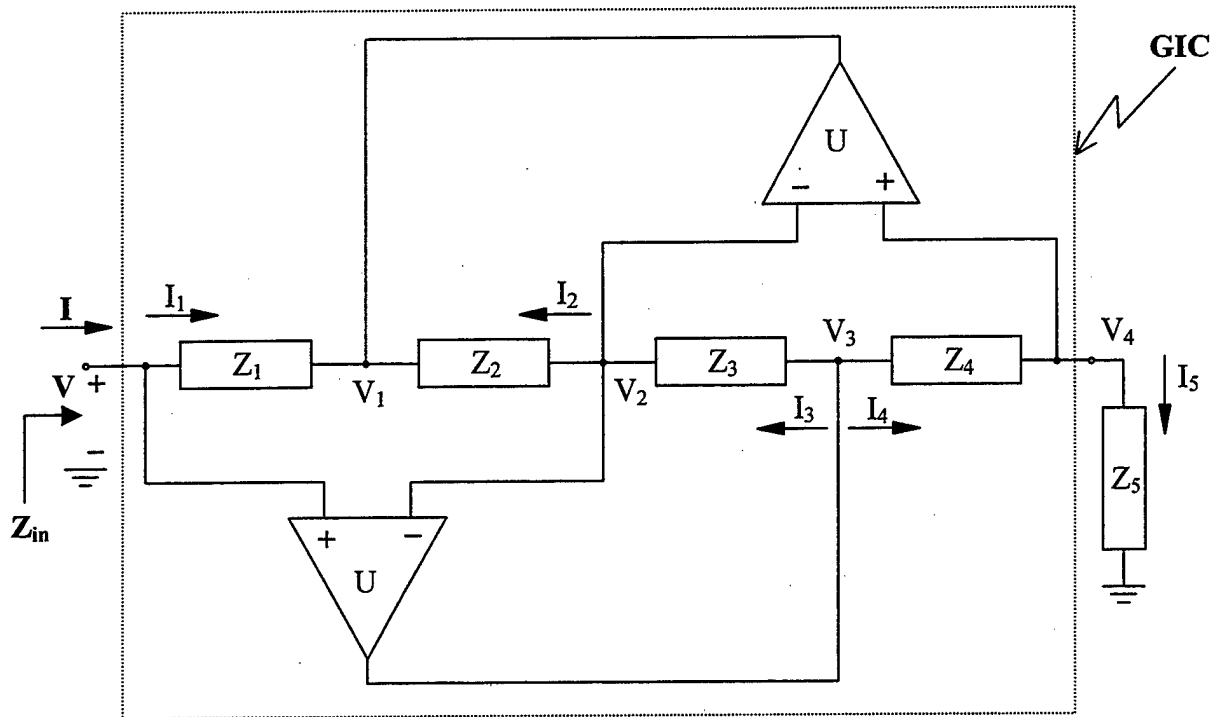 GIC
U
− +
I
I₁
I₂
V₃
V₄
V +
Z₁
Z₂
Z₃
Z₄
I₅
V₁
V₂
I₃
I₄
−
Z₅
Zᵢₙ
+ −
U